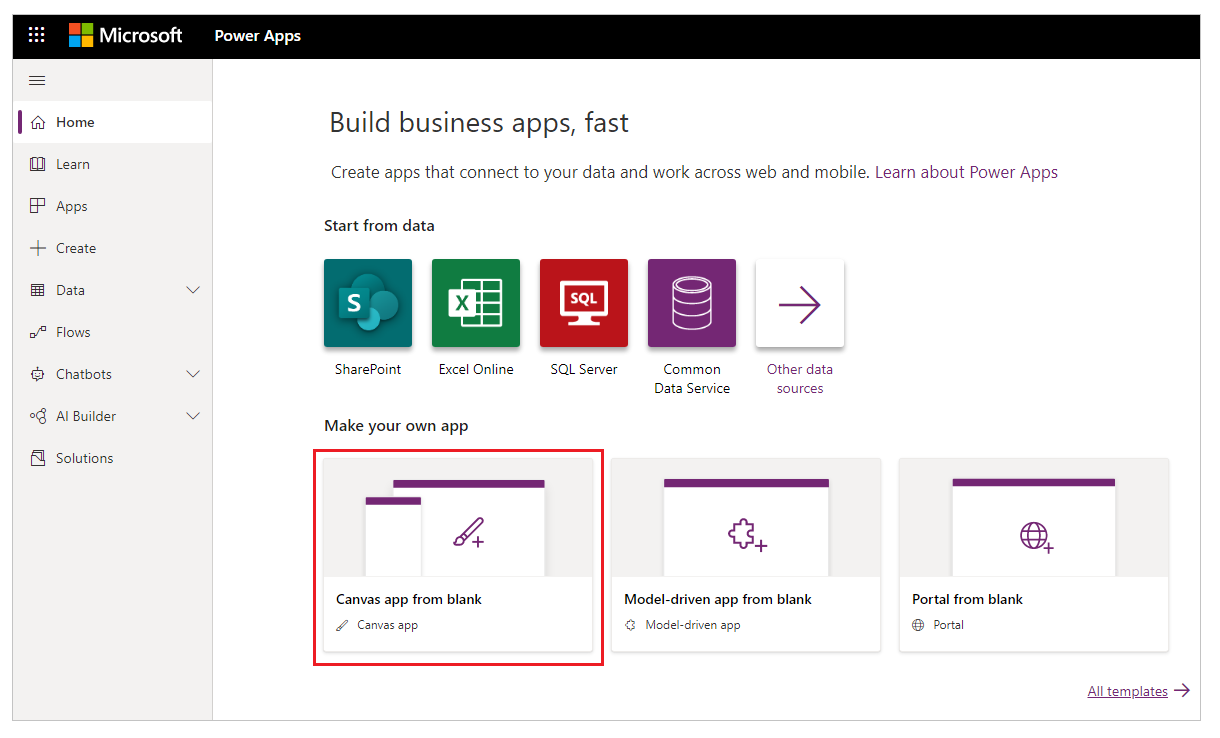 Microsoft Power Apps
Home
Learn
Apps
Create
Data
Flows
Chatbots
AI Builder
Solutions
Build business apps, fast
Create apps that connect to your data and work across web and mobile. Learn about Power Apps
Start from data
S
X
SQL
SharePoint
Excel Online
SQL Server
Common
Data Service
Other data
sources
Make your own app
Canvas app from blank
Canvas app
Model-driven app from blank
Model-driven app
Portal from blank
Portal
All templates